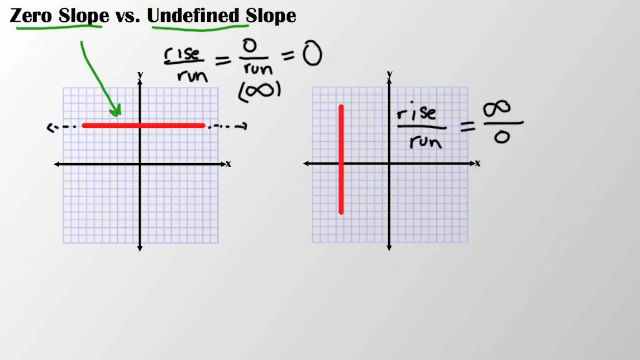 Zero Slope vs. Undefined Slope
rise/run = 0/run = 0
(∞)
y
x
y
x
rise/run = ∞/0